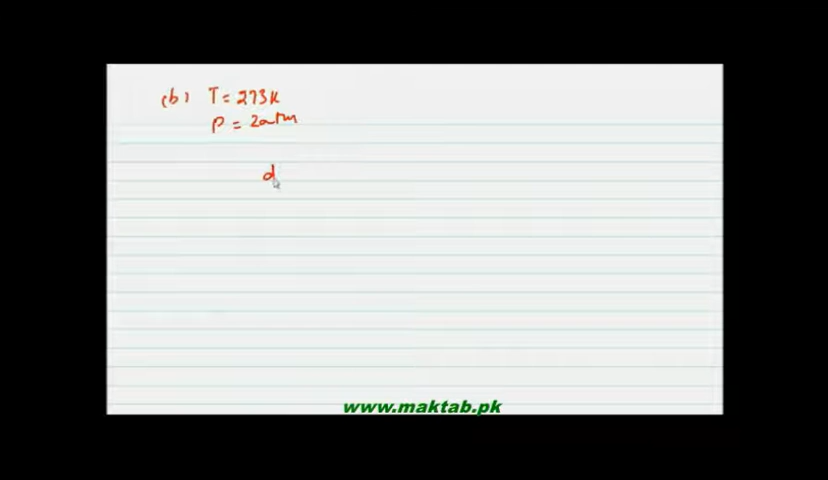 (b) T = 273K
P = 2atm
d
www.maktab.pk